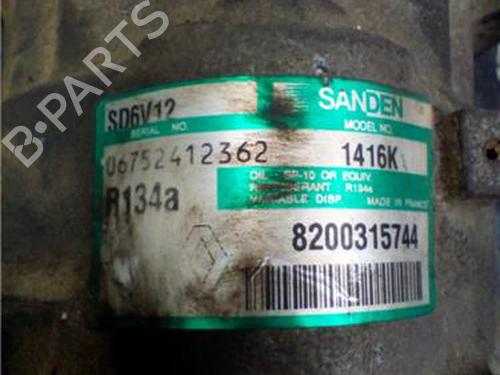 SD6V12
SANDEN
SERIAL NO.
MODEL NO.
06752412362
1416K
OIL SP-10 OR EQUIV.
R134a
REFRIGERANT R134a
VARIABLE DISP.
MADE IN FRANCE
8200315744